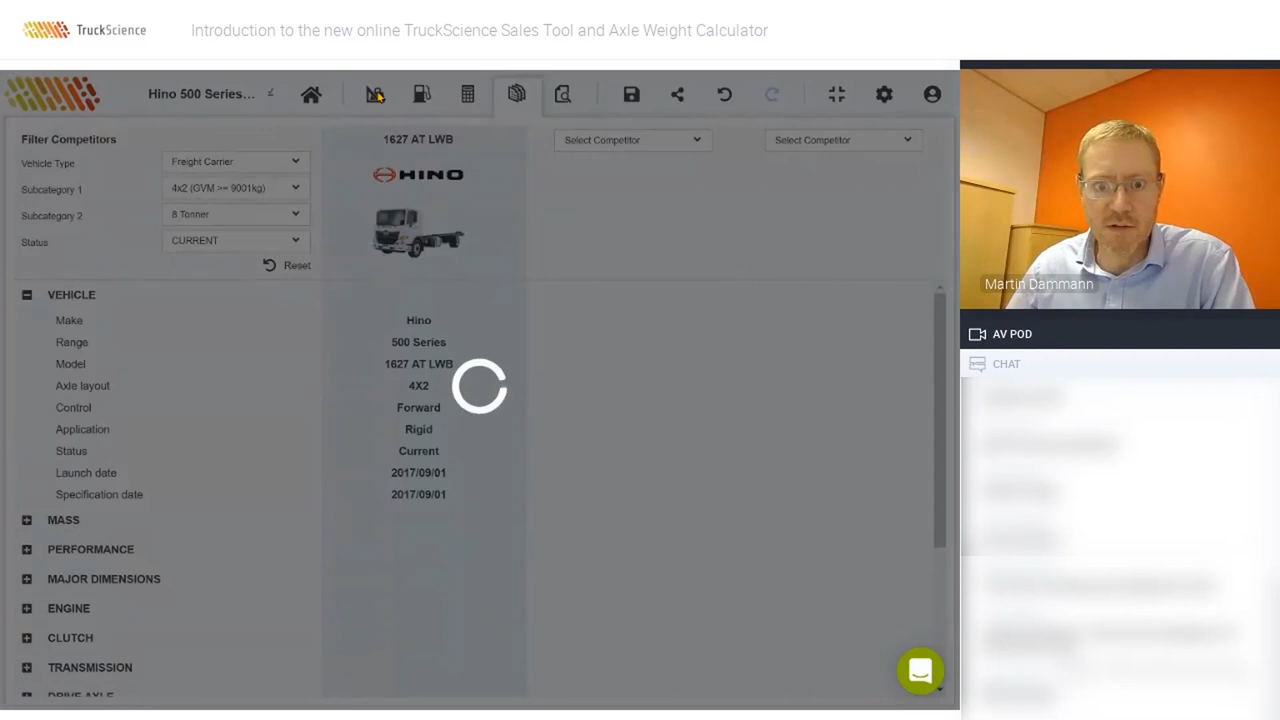 TruckScience
Introduction to the new online TruckScience Sales Tool and Axle Weight Calculator
Hino 500 Series...
Filter Competitors
Vehicle Type Freight Carrier
Subcategory 1 4x2 (GVM >= 9001kg)
Subcategory 2 8 Tonner
Status CURRENT
Reset
1627 AT LWB
HINO
Select Competitor
Select Competitor
VEHICLE
Make Hino
Range 500 Series
Model 1627 AT LWB
Axle layout 4X2
Control Forward
Application Rigid
Status Current
Launch date 2017/09/01
Specification date 2017/09/01
MASS
PERFORMANCE
MAJOR DIMENSIONS
ENGINE
CLUTCH
TRANSMISSION
DRIVE AXLE
Martin Dammann
AV POD
CHAT